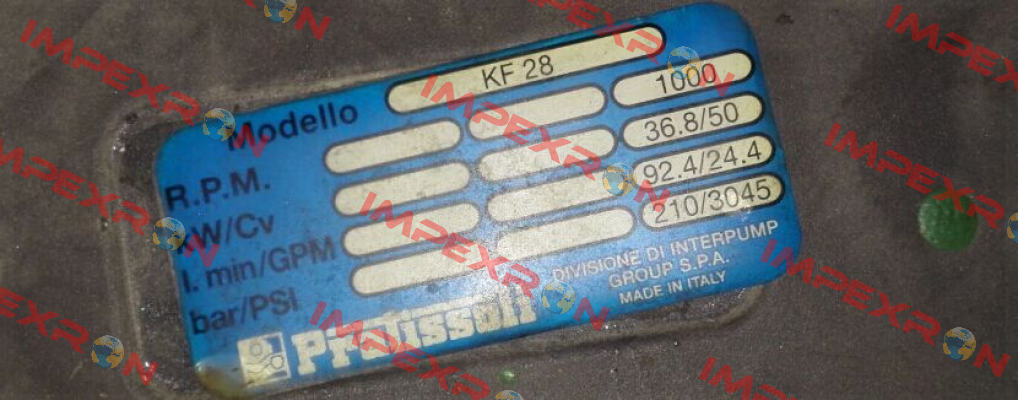 Modello KF 28
R.P.M. 1000
kW/Cv 36.8/50
l. min/GPM 92.4/24.4
bar/PSI 210/3045
Pratissoli
DIVISIONE DI INTERPUMP
GROUP S.P.A.
MADE IN ITALY
IMPEXRON